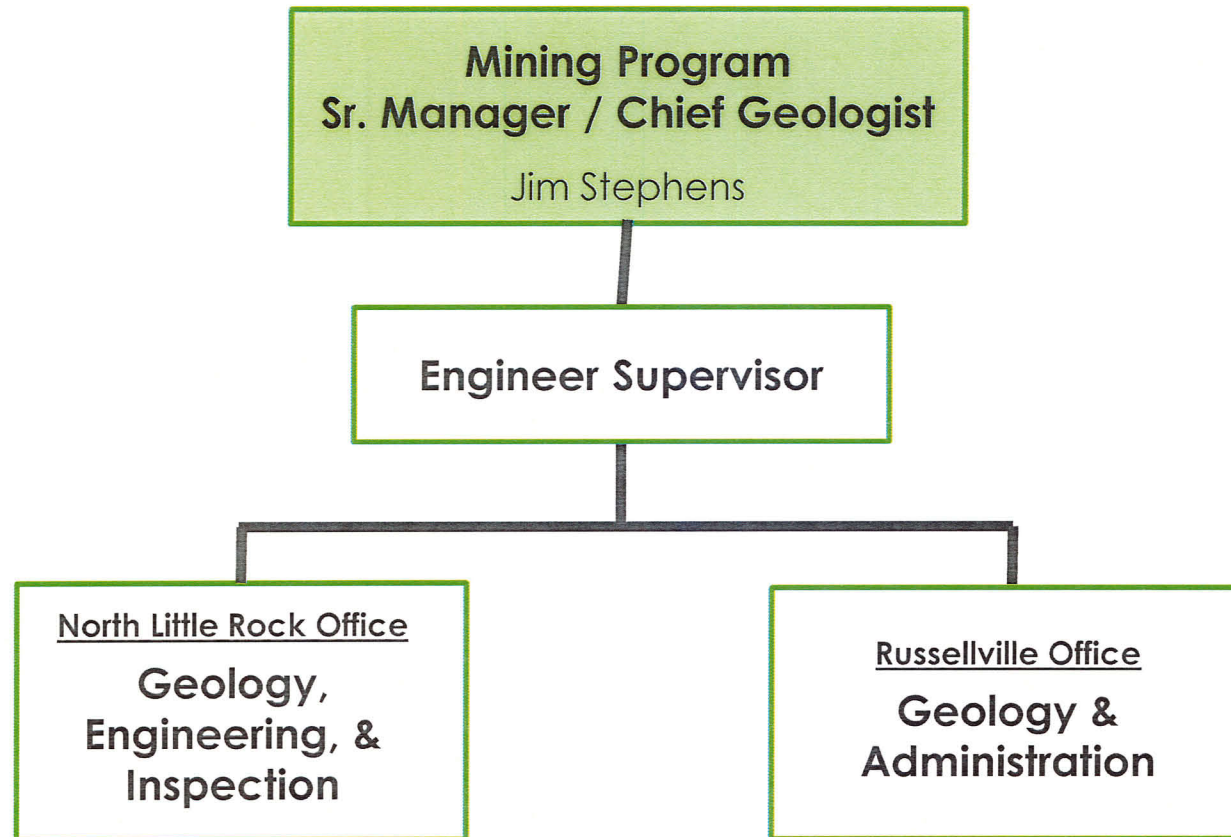 Mining Program
Sr. Manager / Chief Geologist
Jim Stephens
Engineer Supervisor
North Little Rock Office
Geology,
Engineering, &
Inspection
Russellville Office
Geology &
Administration